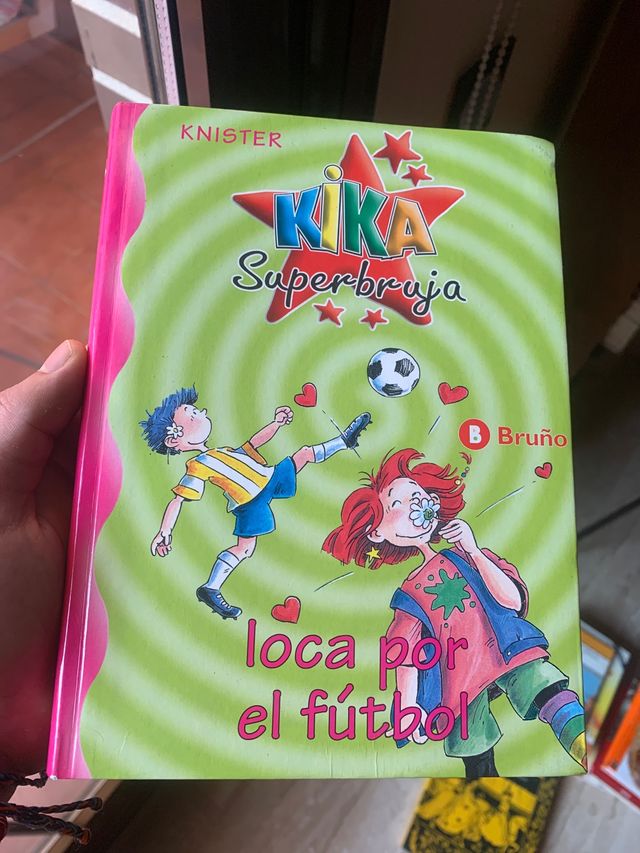 KNISTER
KiKA
Superbruja
B Bruño
loca por
el fútbol